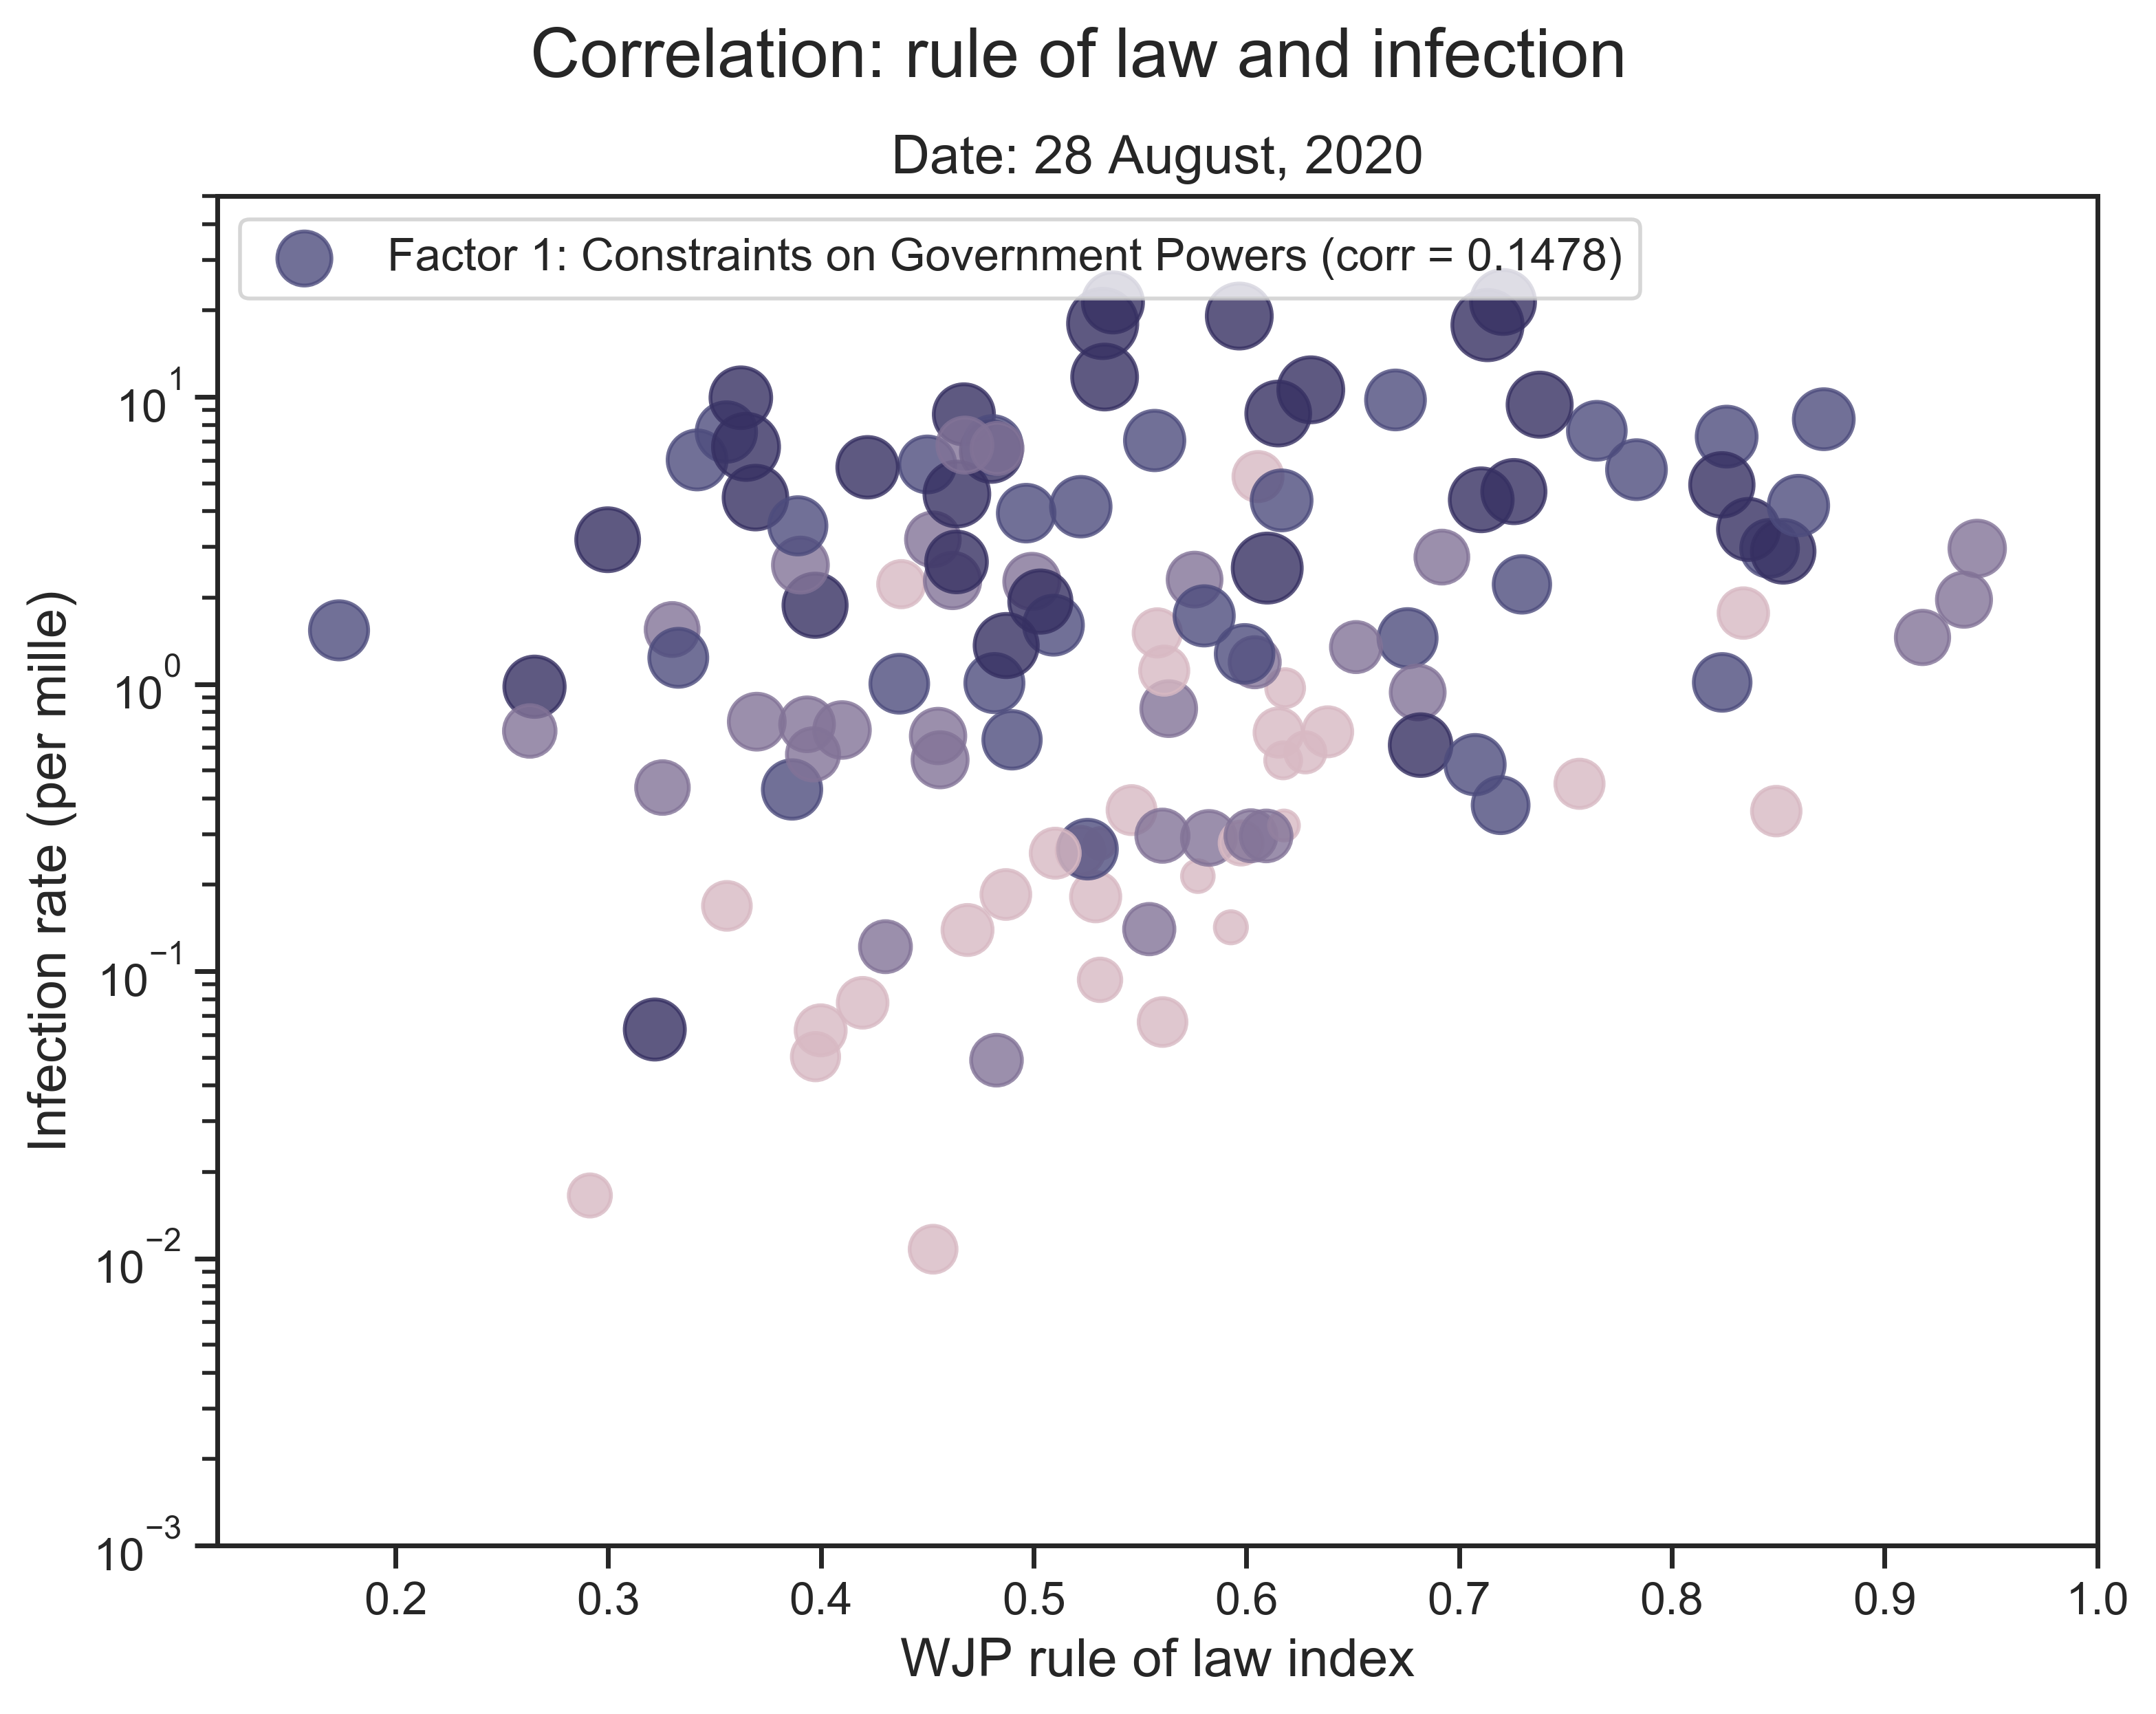 Correlation: rule of law and infection
Date: 28 August, 2020
Factor 1: Constraints on Government Powers (corr = 0.1478)
Infection rate (per mille)
10^1
10^0
10^−1
10^−2
10^−3
0.2 0.3 0.4 0.5 0.6 0.7 0.8 0.9 1.0
WJP rule of law index